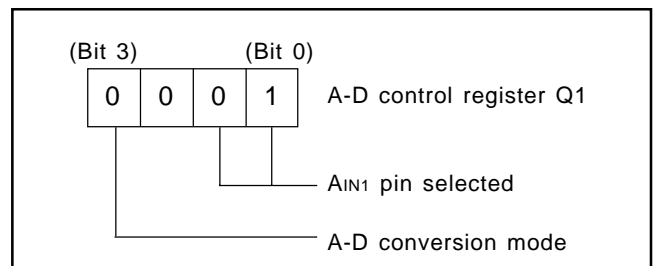 (Bit 3) (Bit 0)
0 0 0 1 A-D control register Q1
AIN1 pin selected
A-D conversion mode